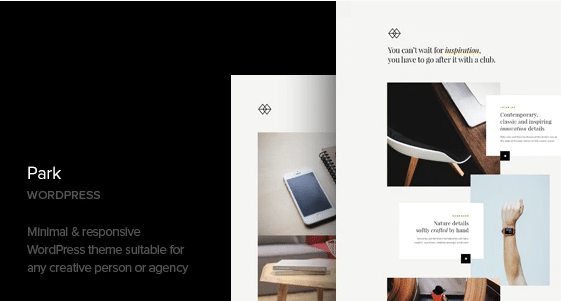 Park
WORDPRESS
Minimal & responsive
WordPress theme suitable for
any creative person or agency
You can't wait for inspiration,
you have to go after it with a club.
Contemporary,
classic and inspiring
innovation details
Nature details
softly crafted by hand